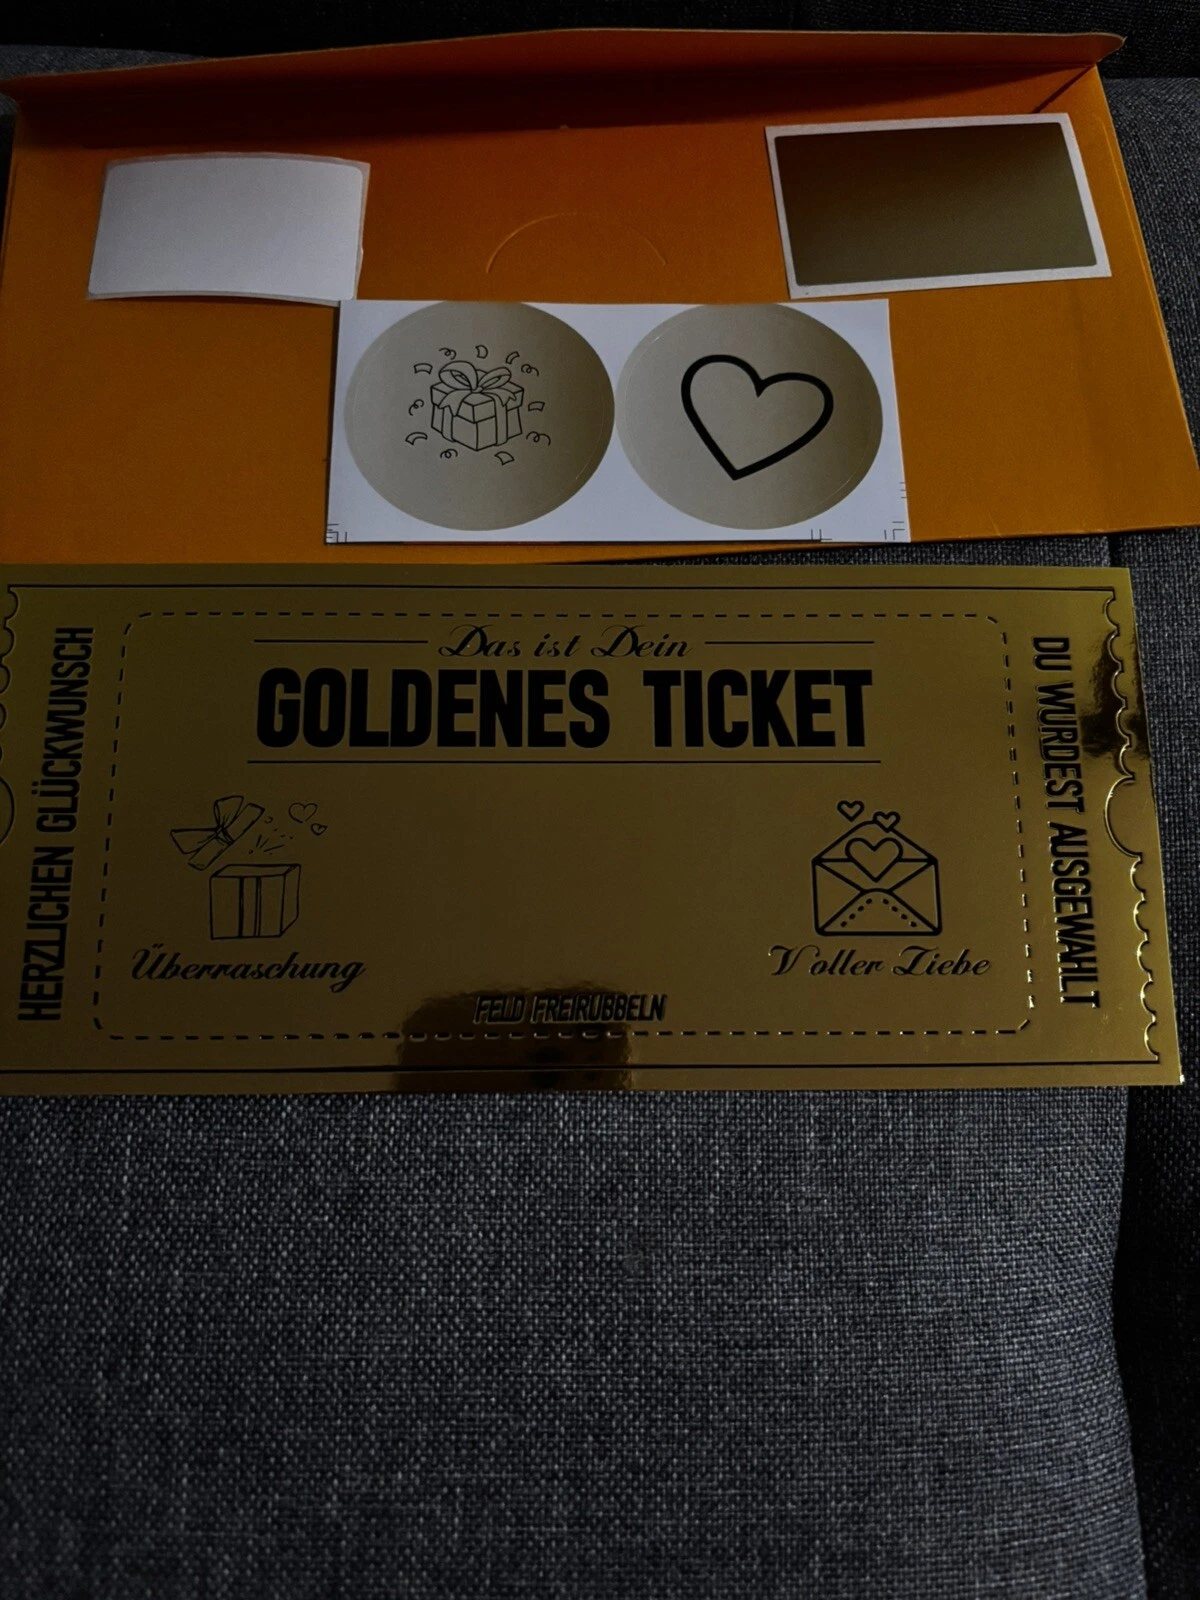 Das ist Dein
GOLDENES TICKET
HERZLICHEN GLÜCKWUNSCH
DU WURDEST AUSGEWÄHLT
Überraschung
Voller Liebe
FELD FREIRUBBELN